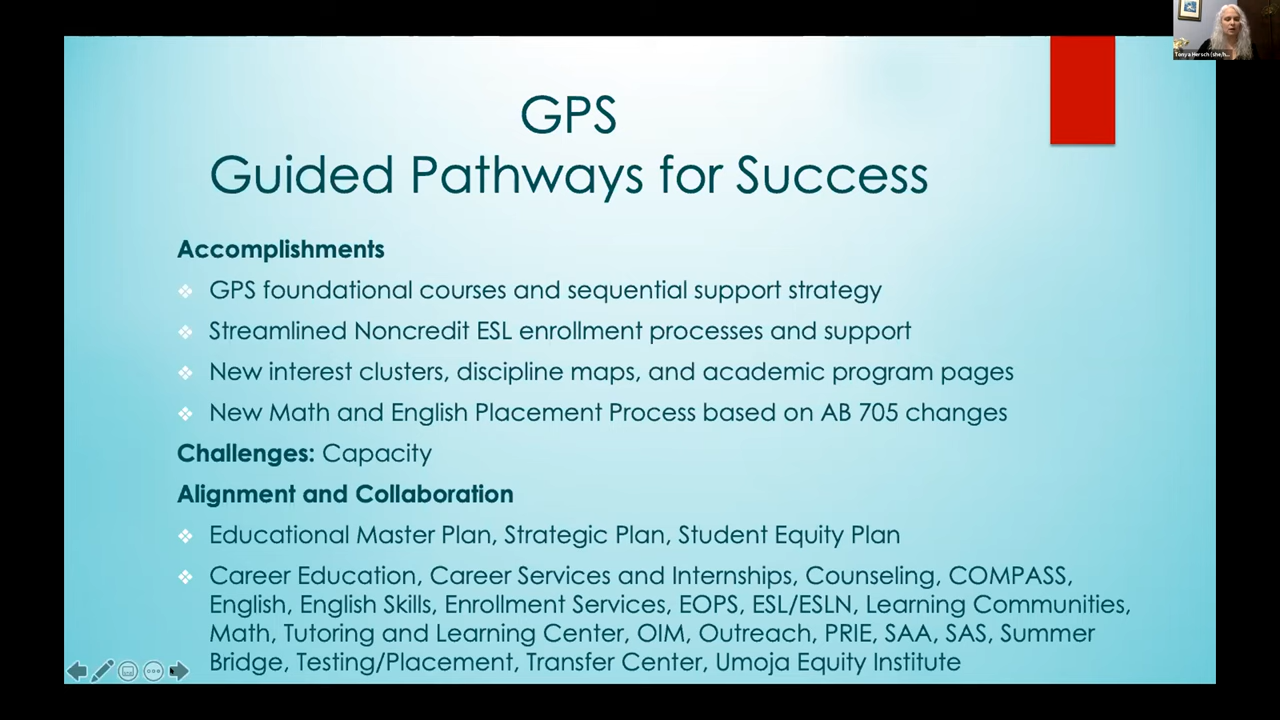 GPS
Guided Pathways for Success
Accomplishments
GPS foundational courses and sequential support strategy
Streamlined Noncredit ESL enrollment processes and support
New interest clusters, discipline maps, and academic program pages
New Math and English Placement Process based on AB 705 changes
Challenges: Capacity
Alignment and Collaboration
Educational Master Plan, Strategic Plan, Student Equity Plan
Career Education, Career Services and Internships, Counseling, COMPASS,
English, English Skills, Enrollment Services, EOPS, ESL/ESLN, Learning Communities,
Math, Tutoring and Learning Center, OIM, Outreach, PRIE, SAA, SAS, Summer
Bridge, Testing/Placement, Transfer Center, Umoja Equity Institute
Tonya Hersch (she/h...